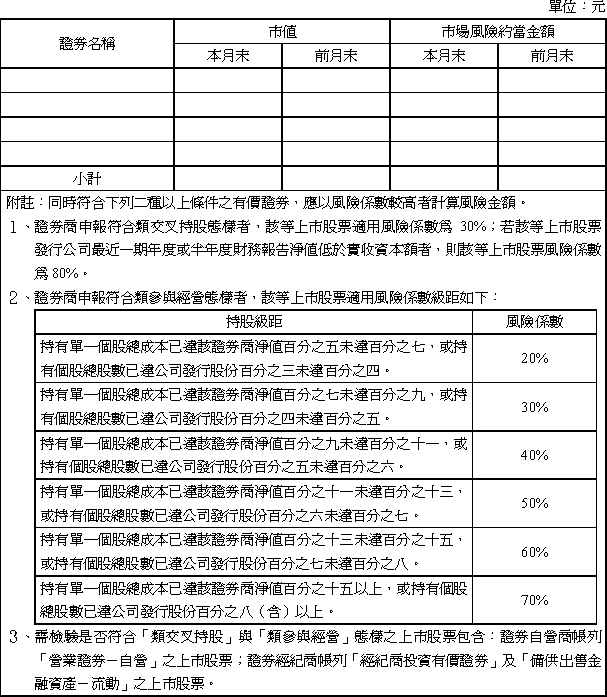 單位：元
證券名稱
市值
市場風險約當金額
本月末
前月末
本月末
前月末
小計
附註：同時符合下列二種以上條件之有價證券，應以風險係數較高者計算風險金額。
１、證券商申報符合類交叉持股態樣者，該等上市股票適用風險係數為 30%；若該等上市股票
發行公司最近一期年度或半年度財務報告淨值低於實收資本額者，則該等上市股票風險係數
為80%。
２、證券商申報符合類參與經營態樣者，該等上市股票適用風險係數級距如下：
持股級距
風險係數
持有單一個股總成本已達該證券商淨值百分之五未達百分之七，或持
有個股總股數已達公司發行股份百分之三未達百分之四。
20%
持有單一個股總成本已達該證券商淨值百分之七未達百分之九，或持
有個股總股數已達公司發行股份百分之四未達百分之五。
30%
持有單一個股總成本已達該證券商淨值百分之九未達百分之十一，或
持有個股總股數已達公司發行股份百分之五未達百分之六。
40%
持有單一個股總成本已達該證券商淨值百分之十一未達百分之十三，
或持有個股總股數已達公司發行股份百分之六未達百分之七。
50%
持有單一個股總成本已達該證券商淨值百分之十三未達百分之十五，
或持有個股總股數已達公司發行股份百分之七未達百分之八。
60%
持有單一個股總成本已達該證券商淨值百分之十五以上，或持有個股
總股數已達公司發行股份百分之八（含）以上。
70%
３、需檢驗是否符合「類交叉持股」與「類參與經營」態樣之上市股票包含：證券自營商帳列
「營業證券－自營」之上市股票；證券經紀商帳列「經紀商投資有價證券」及「備供出售金
融資產－流動」之上市股票。